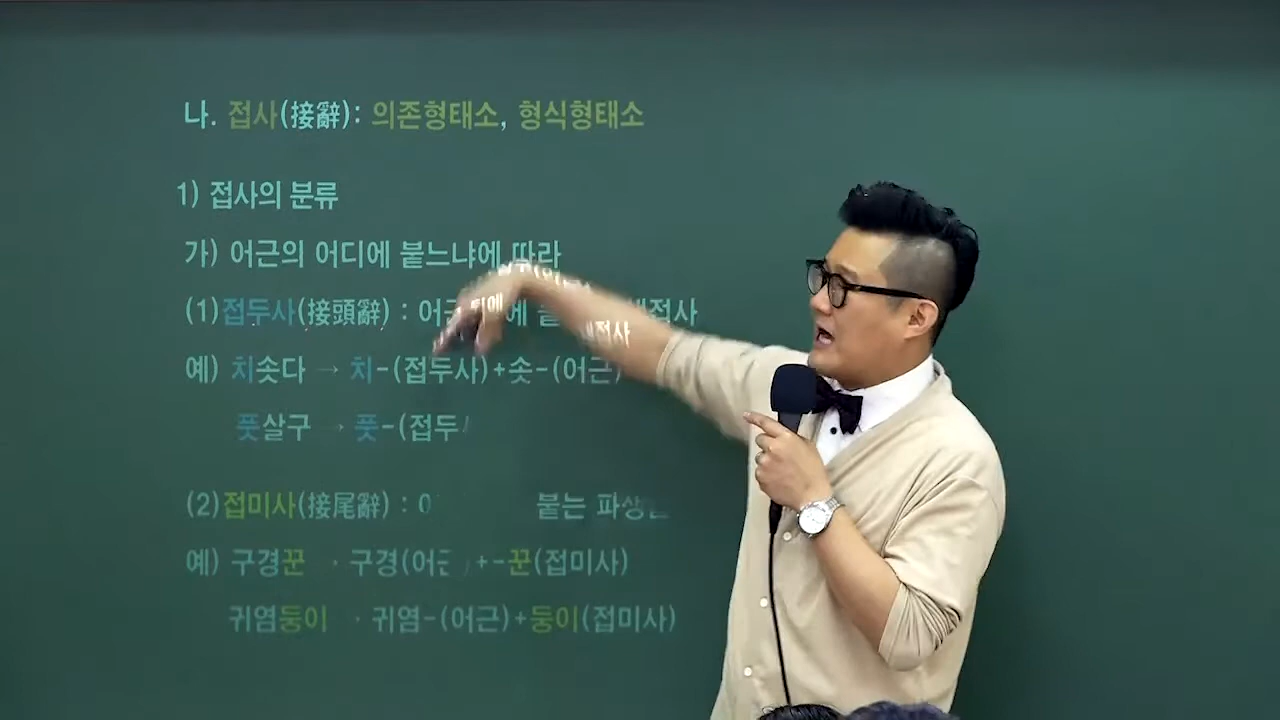 나. 접사(接辭): 의존형태소, 형식형태소
1) 접사의 분류
가) 어근의 어디에 붙느냐에 따라
(1)접두사(接頭辭) : 어근
예) 치솟다 → 치-(접두사)+솟-(어근)
풋살구 → 풋-(접두
(2)접미사(接尾辭) : 붙는
예) 구경꾼 → 구경(어근 +-꾼(접미사)
귀염둥이 → 귀염-(어근)+둥이(접미사)